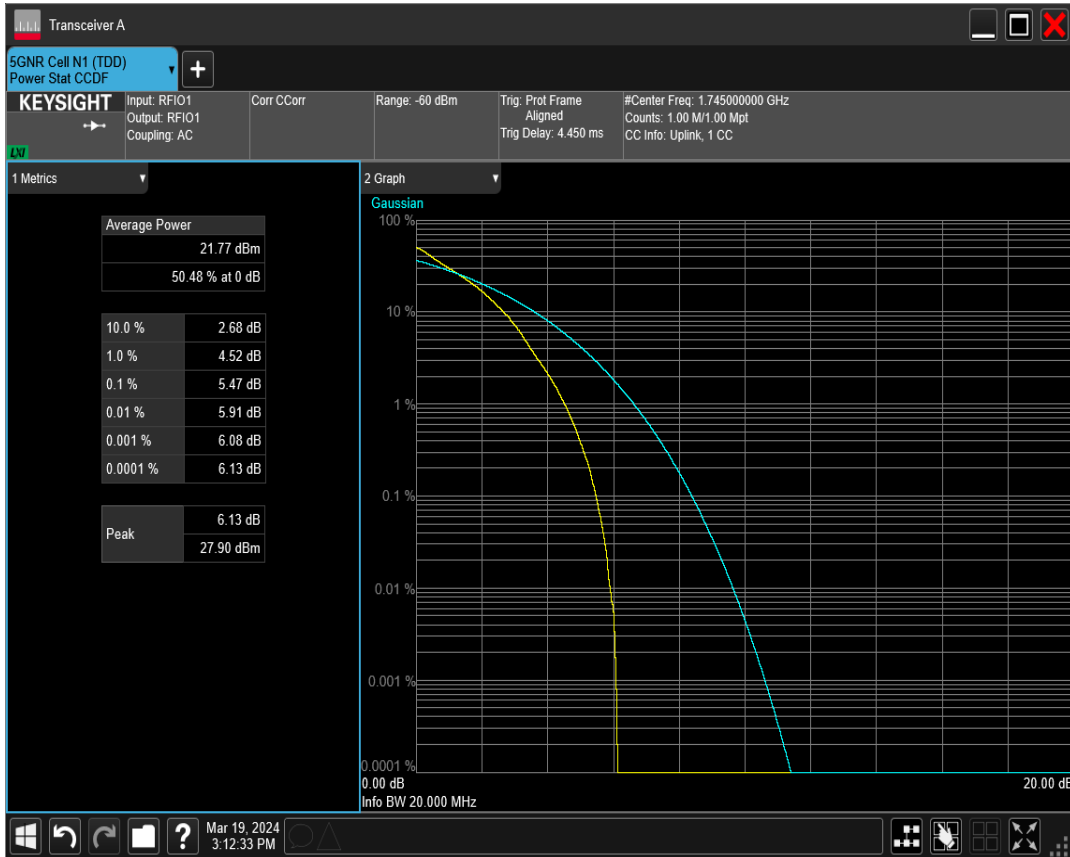 Transceiver A
5GNR Cell N1 (TDD)
Power Stat CCDF
+
KEYSIGHT
LXI
Input: RFIO1
Output: RFIO1
Coupling: AC
Corr CCorr
Range: -60 dBm
Trig: Prot Frame
Aligned
Trig Delay: 4.450 ms
#Center Freq: 1.745000000 GHz
Counts: 1.00 M/1.00 Mpt
CC Info: Uplink, 1 CC
1 Metrics
Average Power
21.77 dBm
50.48 % at 0 dB
10.0 % 2.68 dB
1.0 % 4.52 dB
0.1 % 5.47 dB
0.01 % 5.91 dB
0.001 % 6.08 dB
0.0001 % 6.13 dB
Peak 6.13 dB
27.90 dBm
2 Graph
Gaussian
100 %
10 %
1 %
0.1 %
0.01 %
0.001 %
0.0001 %
0.00 dB 20.00 dB
Info BW 20.000 MHz
?
Mar 19, 2024
3:12:33 PM